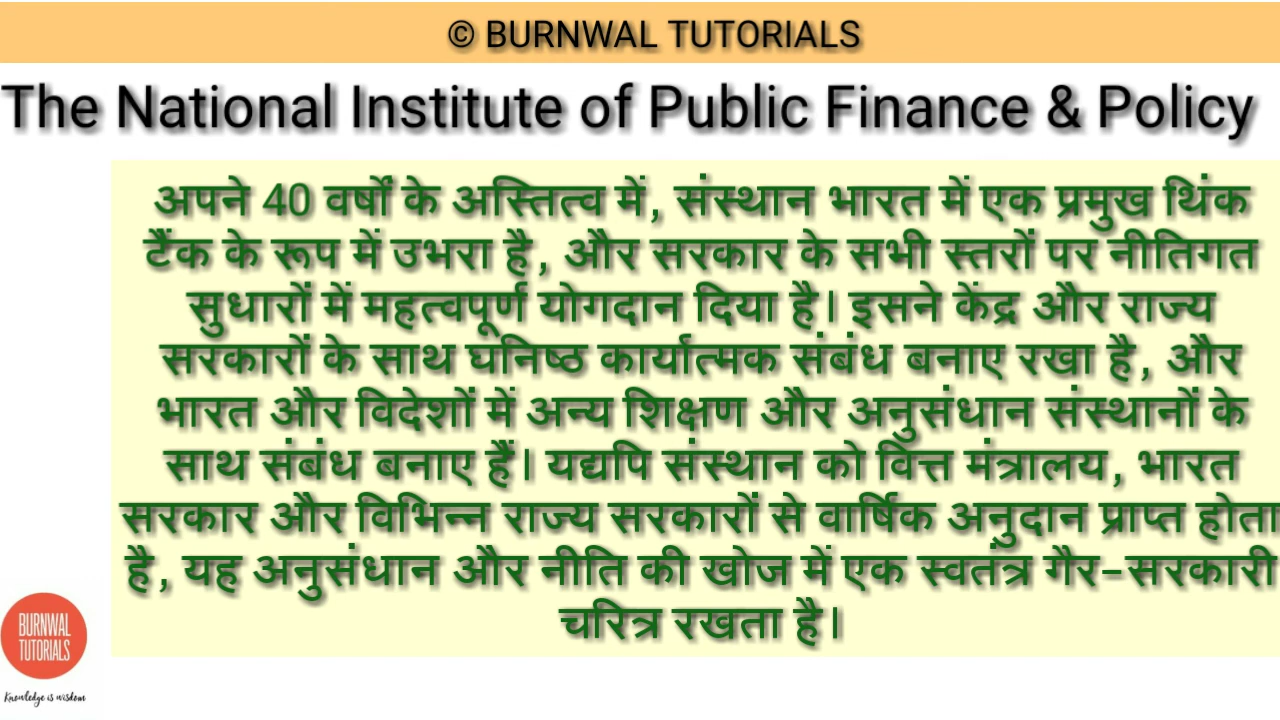 © BURNWAL TUTORIALS
The National Institute of Public Finance & Policy
अपने 40 वर्षों के अस्तित्व में, संस्थान भारत में एक प्रमुख थिंक
टैंक के रूप में उभरा है, और सरकार के सभी स्तरों पर नीतिगत
सुधारों में महत्वपूर्ण योगदान दिया है। इसने केंद्र और राज्य
सरकारों के साथ घनिष्ठ कार्यात्मक संबंध बनाए रखा है, और
भारत और विदेशों में अन्य शिक्षण और अनुसंधान संस्थानों के
साथ संबंध बनाए हैं। यद्यपि संस्थान को वित्त मंत्रालय, भारत
सरकार और विभिन्न राज्य सरकारों से वार्षिक अनुदान प्राप्त होता
है, यह अनुसंधान और नीति की खोज में एक स्वतंत्र गैर-सरकारी
चरित्र रखता है।
BURNWAL
TUTORIALS
Knowledge is wisdom